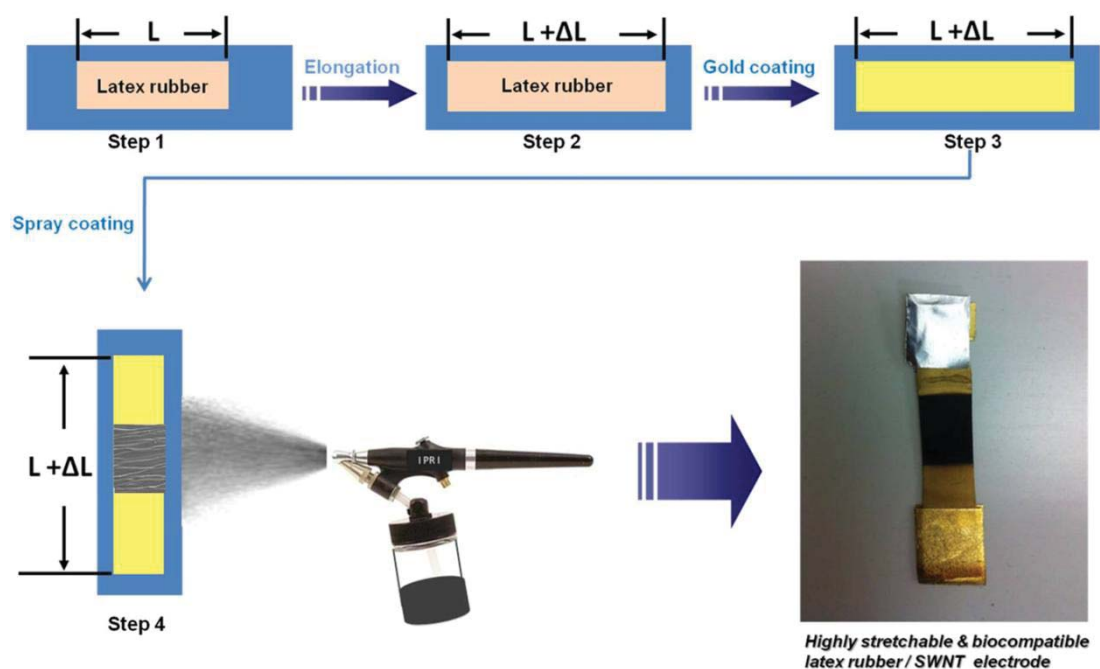 L
Latex rubber
Step 1
Elongation
L +ΔL
Latex rubber
Step 2
Gold coating
L +ΔL
Step 3
Spray coating
L +ΔL
Step 4
IPRI
Highly stretchable & biocompatible
latex rubber / SWNT electrode